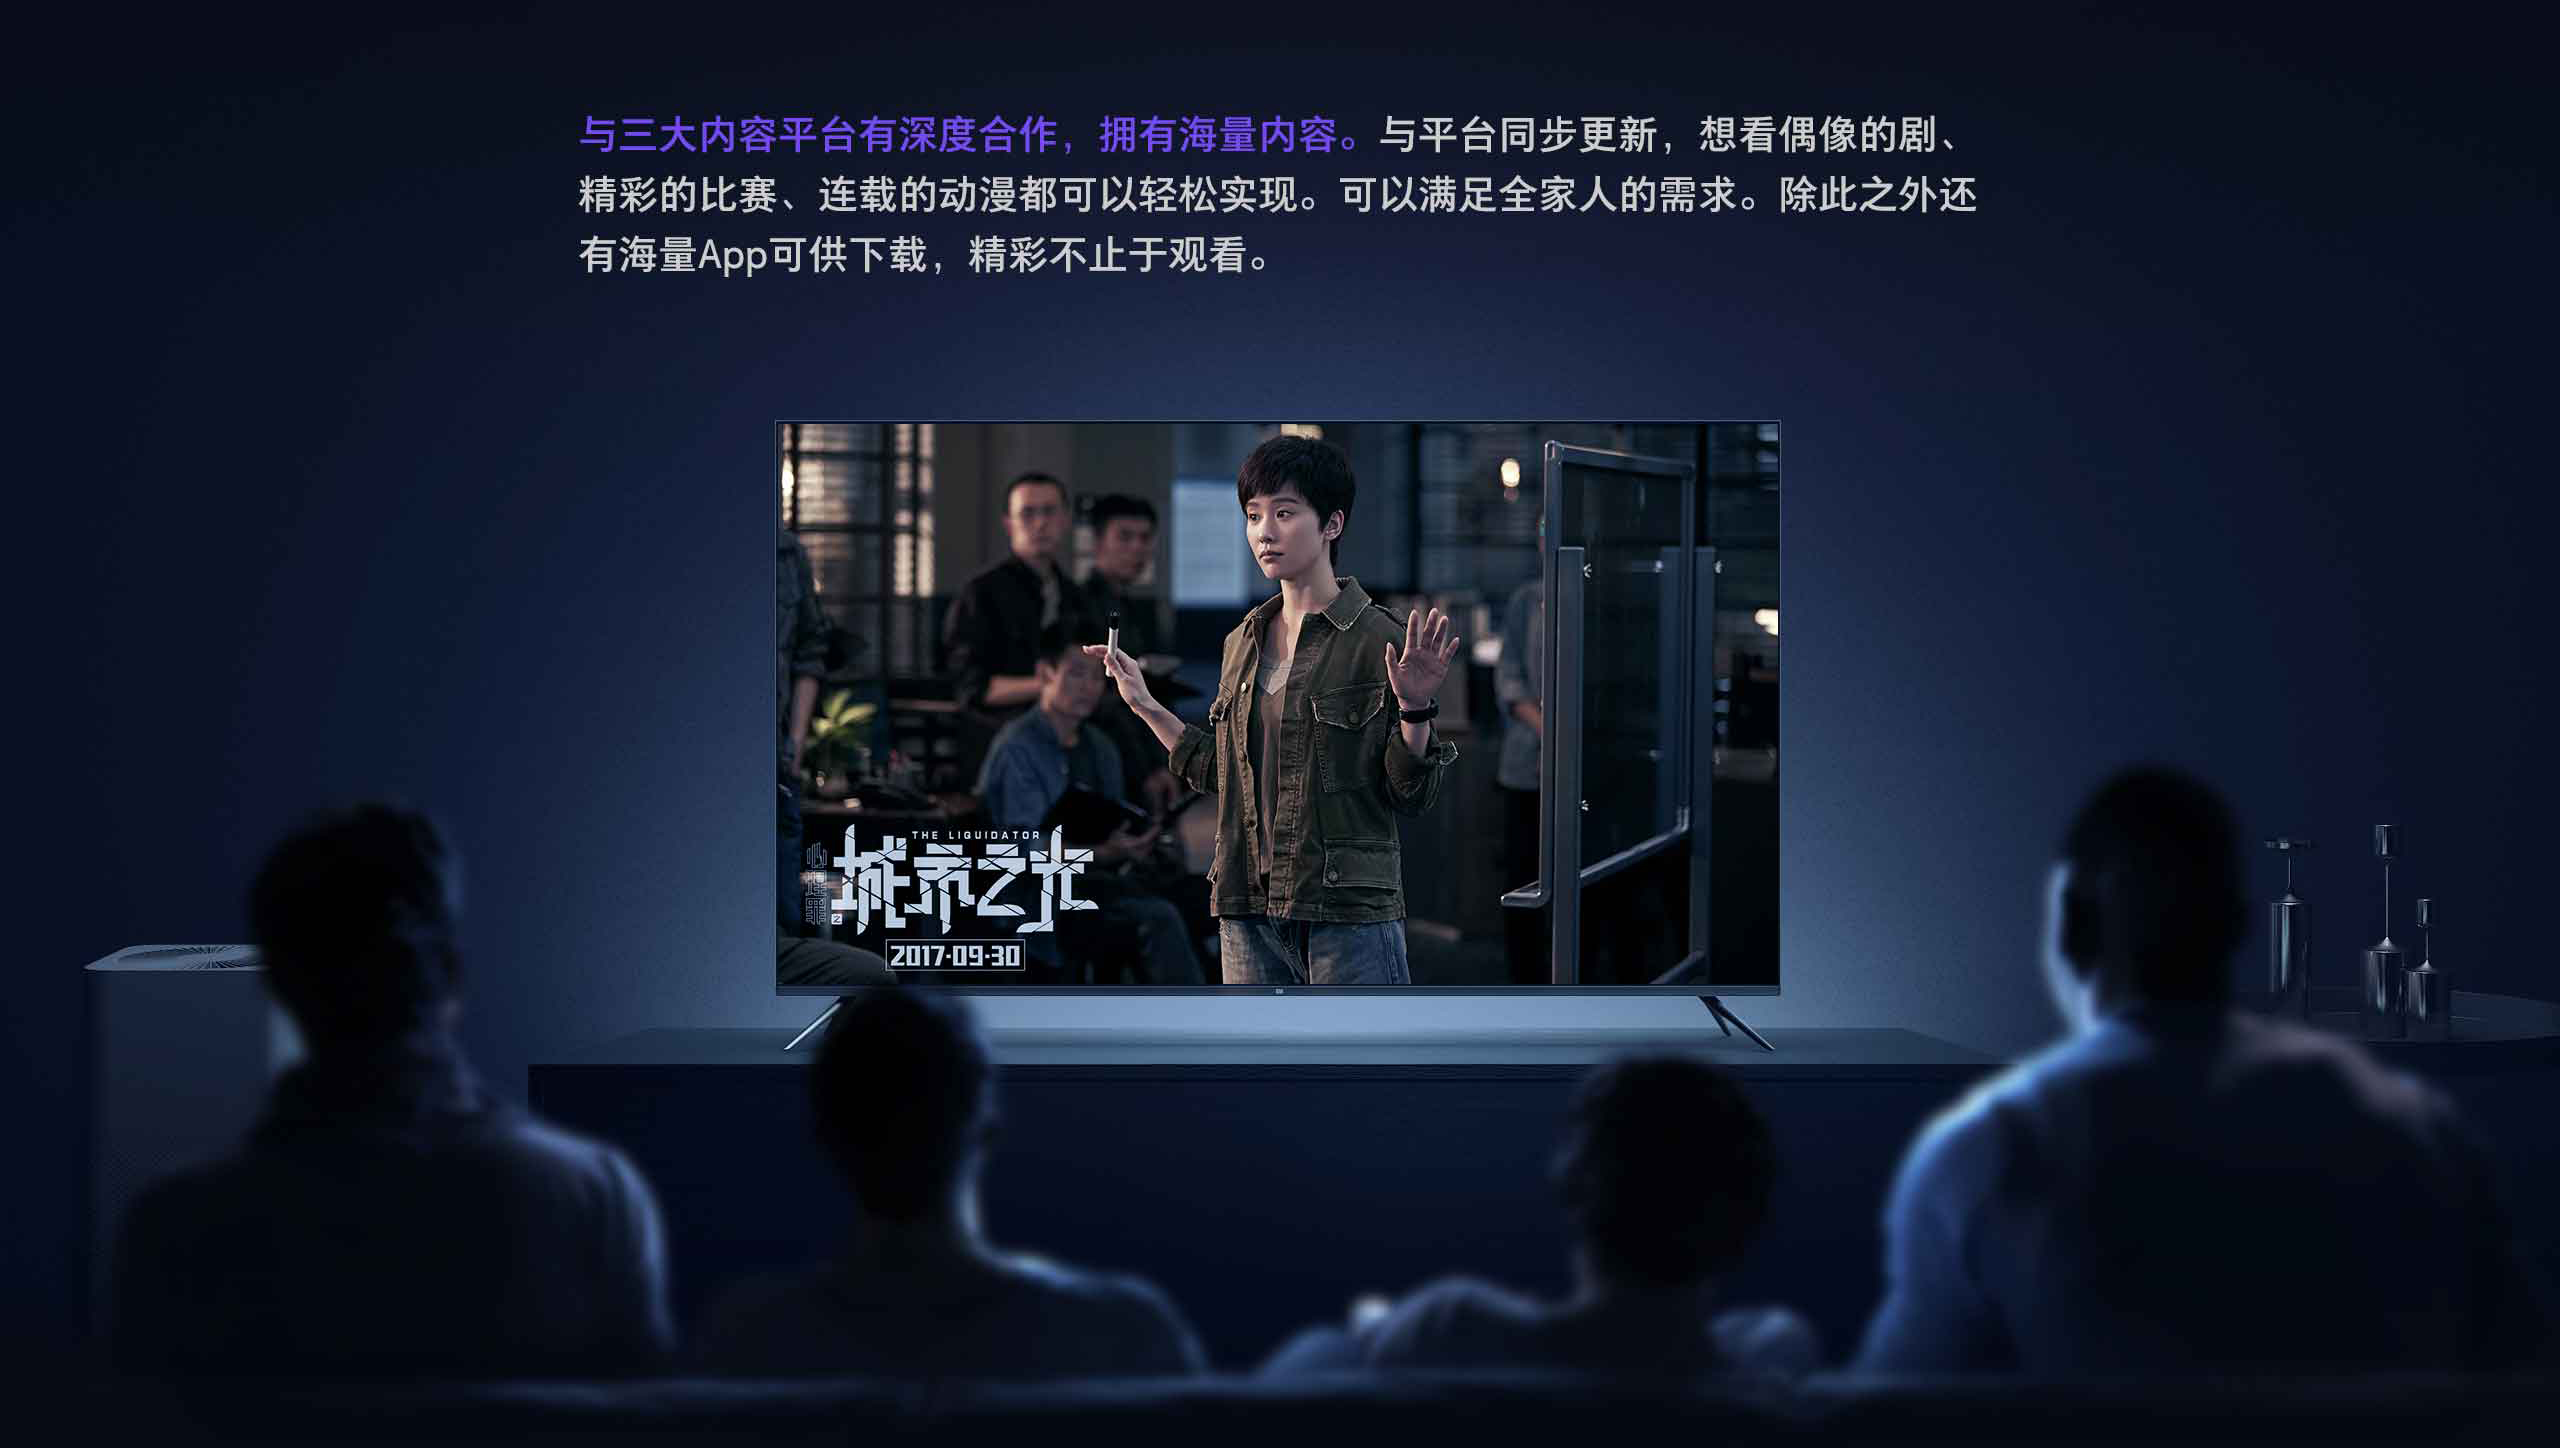 与三大内容平台有深度合作，拥有海量内容。与平台同步更新，想看偶像的剧、
精彩的比赛、连载的动漫都可以轻松实现。可以满足全家人的需求。除此之外还
有海量App可供下载，精彩不止于观看。
THE LIQUIDATOR
心理罪
之
城市之光
2017·09·30